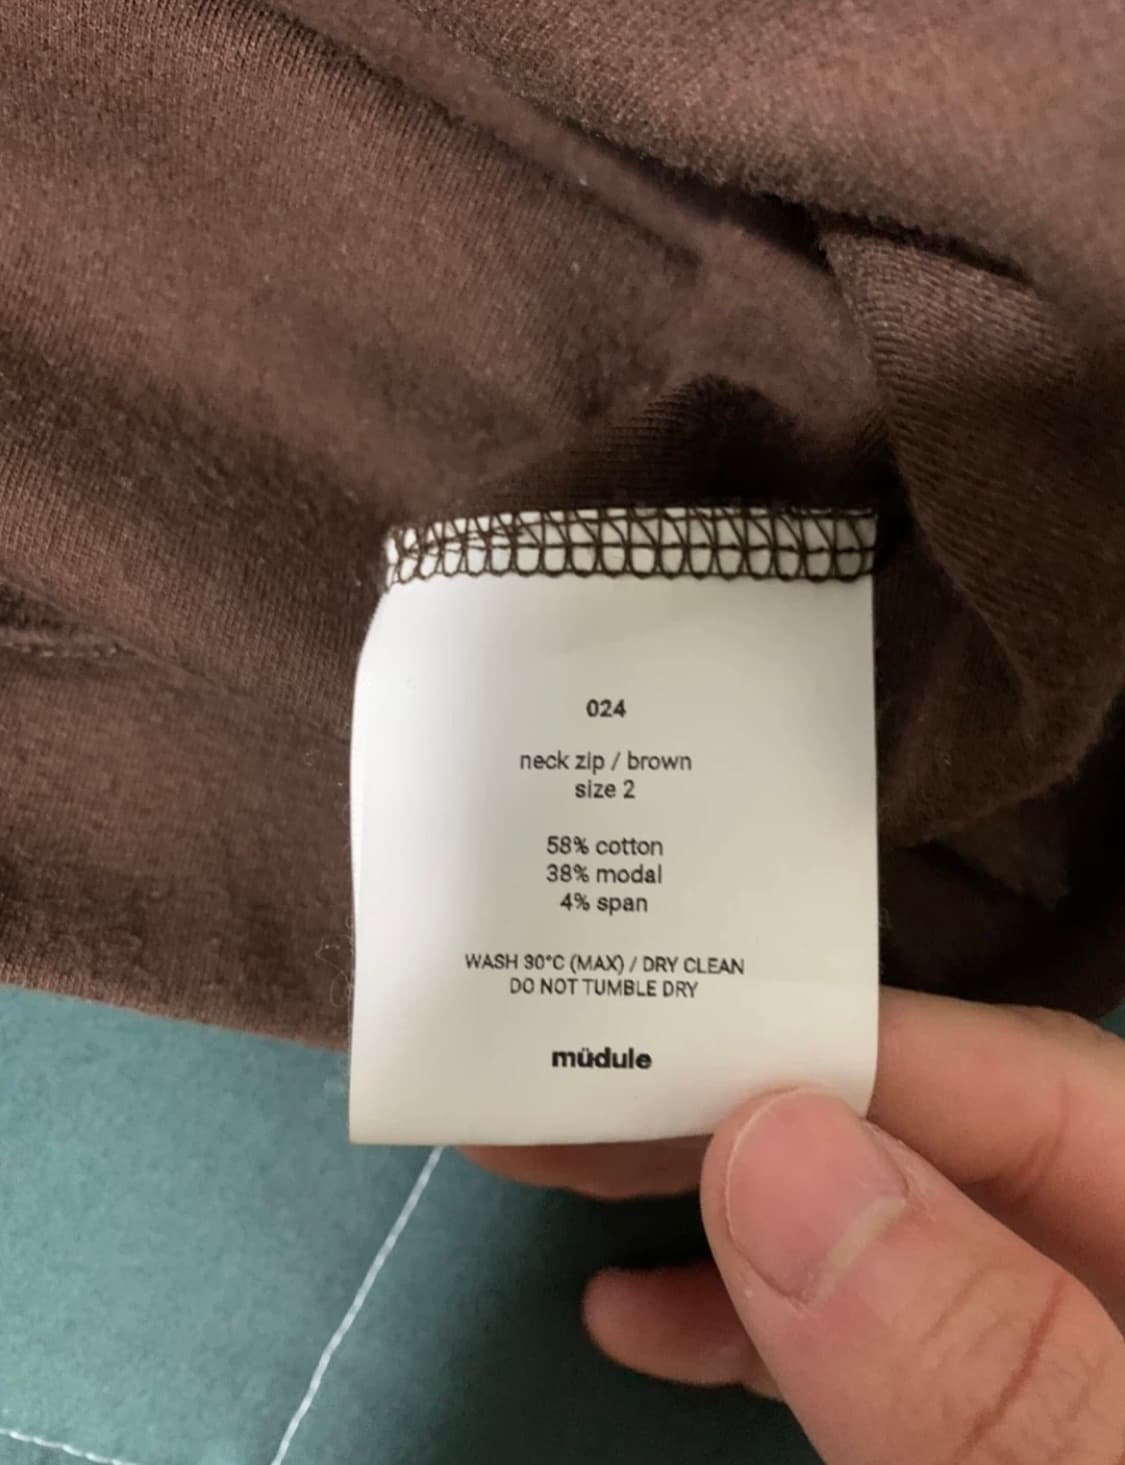 024
neck zip / brown
size 2
58% cotton
38% modal
4% span
WASH 30°C (MAX) / DRY CLEAN
DO NOT TUMBLE DRY
müdule